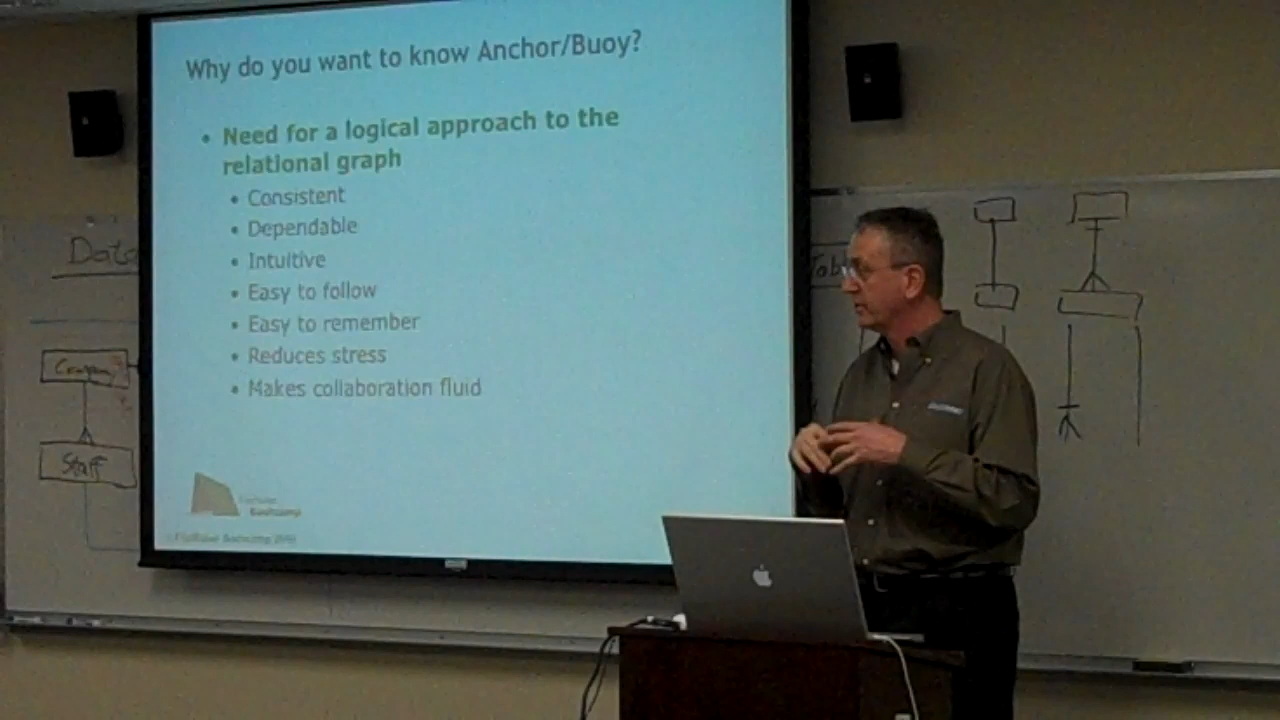 Why do you want to know Anchor/Buoy?
• Need for a logical approach to the
relational graph
• Consistent
• Dependable
• Intuitive
• Easy to follow
• Easy to remember
• Reduces stress
• Makes collaboration fluid
Bootcamp
Data
Company
Staff